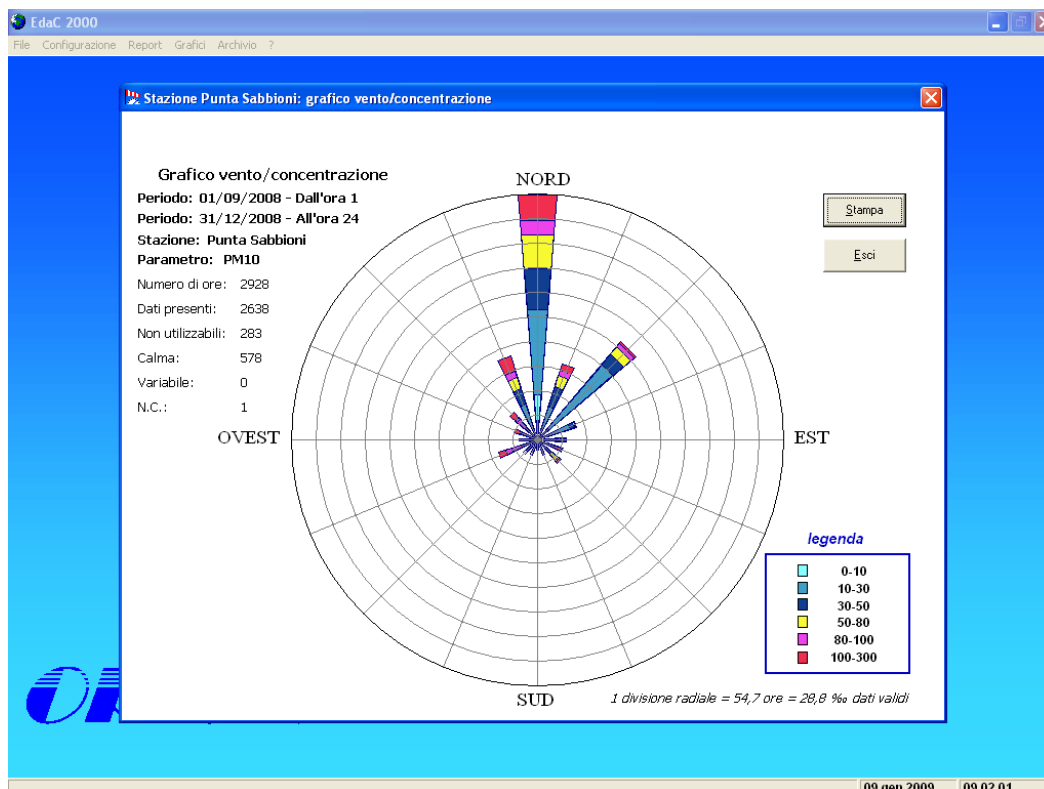 EdaC 2000
File Configurazione Report Grafici Archivio ?
Stazione Punta Sabbioni: grafico vento/concentrazione
Grafico vento/concentrazione
Periodo: 01/09/2008 - Dall'ora 1
Periodo: 31/12/2008 - All'ora 24
Stazione: Punta Sabbioni
Parametro: PM10
Numero di ore: 2928
Dati presenti: 2638
Non utilizzabili: 283
Calma: 578
Variabile: 0
N.C.: 1
NORD
OVEST
EST
SUD
Stampa
Esci
legenda
0-10
10-30
30-50
50-80
80-100
100-300
1 divisione radiale = 54,7 ore = 28,8 ‰ dati validi
09 gen 2009 09.02.01